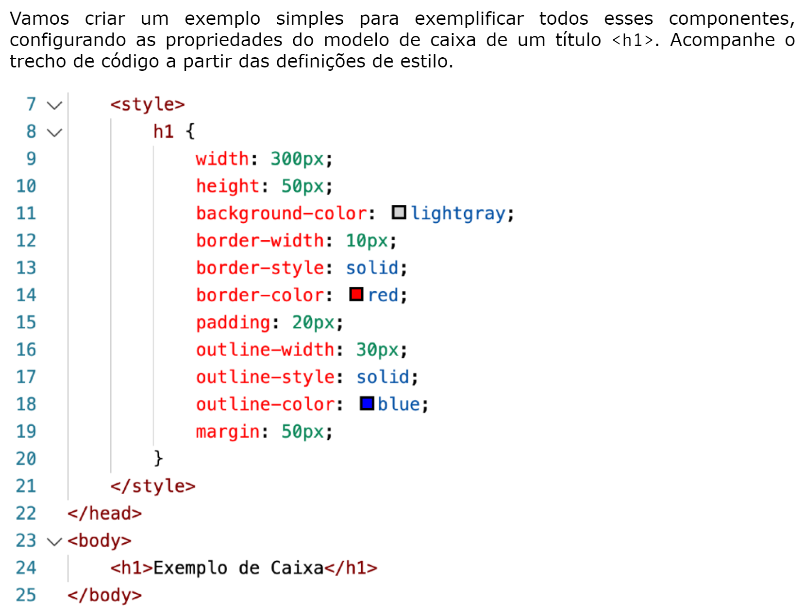 Vamos criar um exemplo simples para exemplificar todos esses componentes,
configurando as propriedades do modelo de caixa de um título <h1>. Acompanhe o
trecho de código a partir das definições de estilo.
7 <style>
8 h1 {
9 width: 300px;
10 height: 50px;
11 background-color: lightgray;
12 border-width: 10px;
13 border-style: solid;
14 border-color: red;
15 padding: 20px;
16 outline-width: 30px;
17 outline-style: solid;
18 outline-color: blue;
19 margin: 50px;
20 }
21 </style>
22 </head>
23 <body>
24 <h1>Exemplo de Caixa</h1>
25 </body>